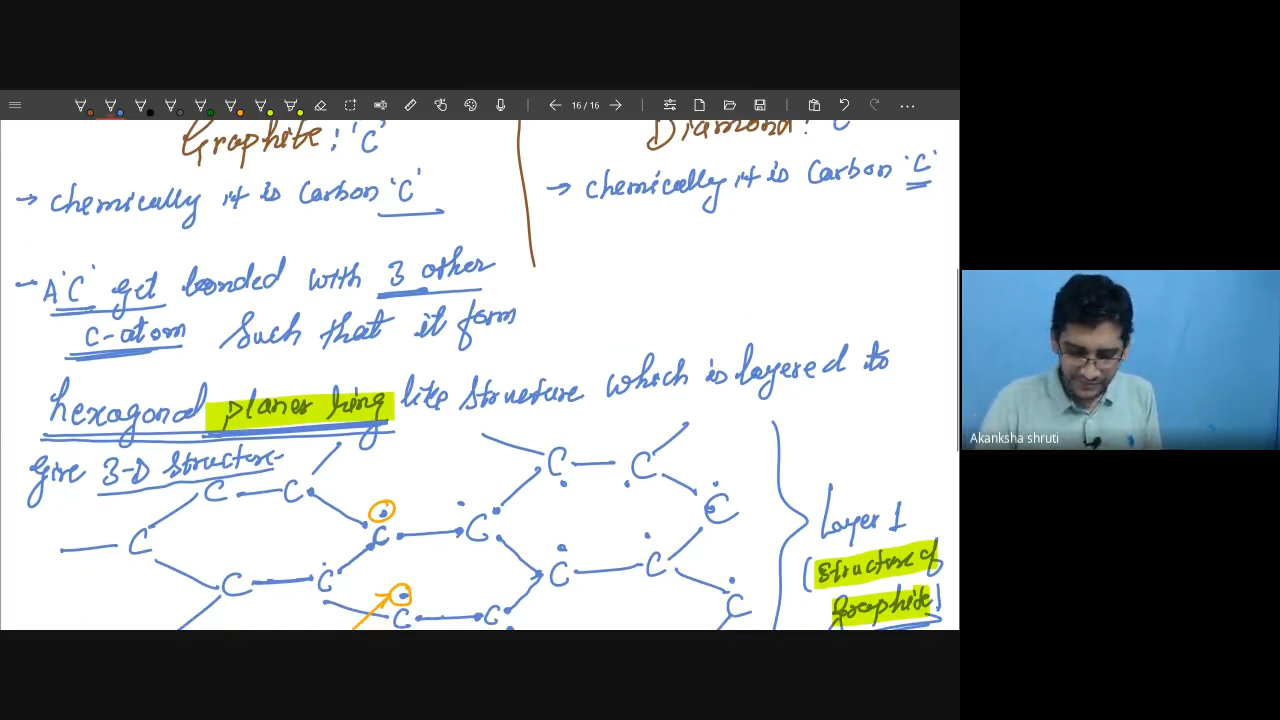 16/16
Graphite: 'C'
Diamond: 'C'
→ chemically it is Carbon 'C'
→ chemically it is Carbon 'C'
- A 'C' get bonded with 3 other
C-atom such that it form
hexagonal planer ring like structure which is layered to
give 3-D structure
C C C C
C C C C C
C C C C C
C C
Layer 1
(structure of
graphite)
Akanksha shruti